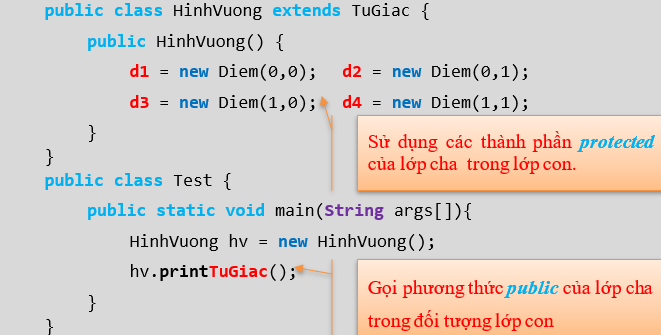 public class HinhVuong extends TuGiac {
public HinhVuong() {
d1 = new Diem(0,0); d2 = new Diem(0,1);
d3 = new Diem(1,0); d4 = new Diem(1,1);
}
}
Sử dụng các thành phần protected
của lớp cha trong lớp con.
public class Test {
public static void main(String args[]){
HinhVuong hv = new HinhVuong();
hv.printTuGiac();
}
}
Gọi phương thức public của lớp cha
trong đối tượng lớp con